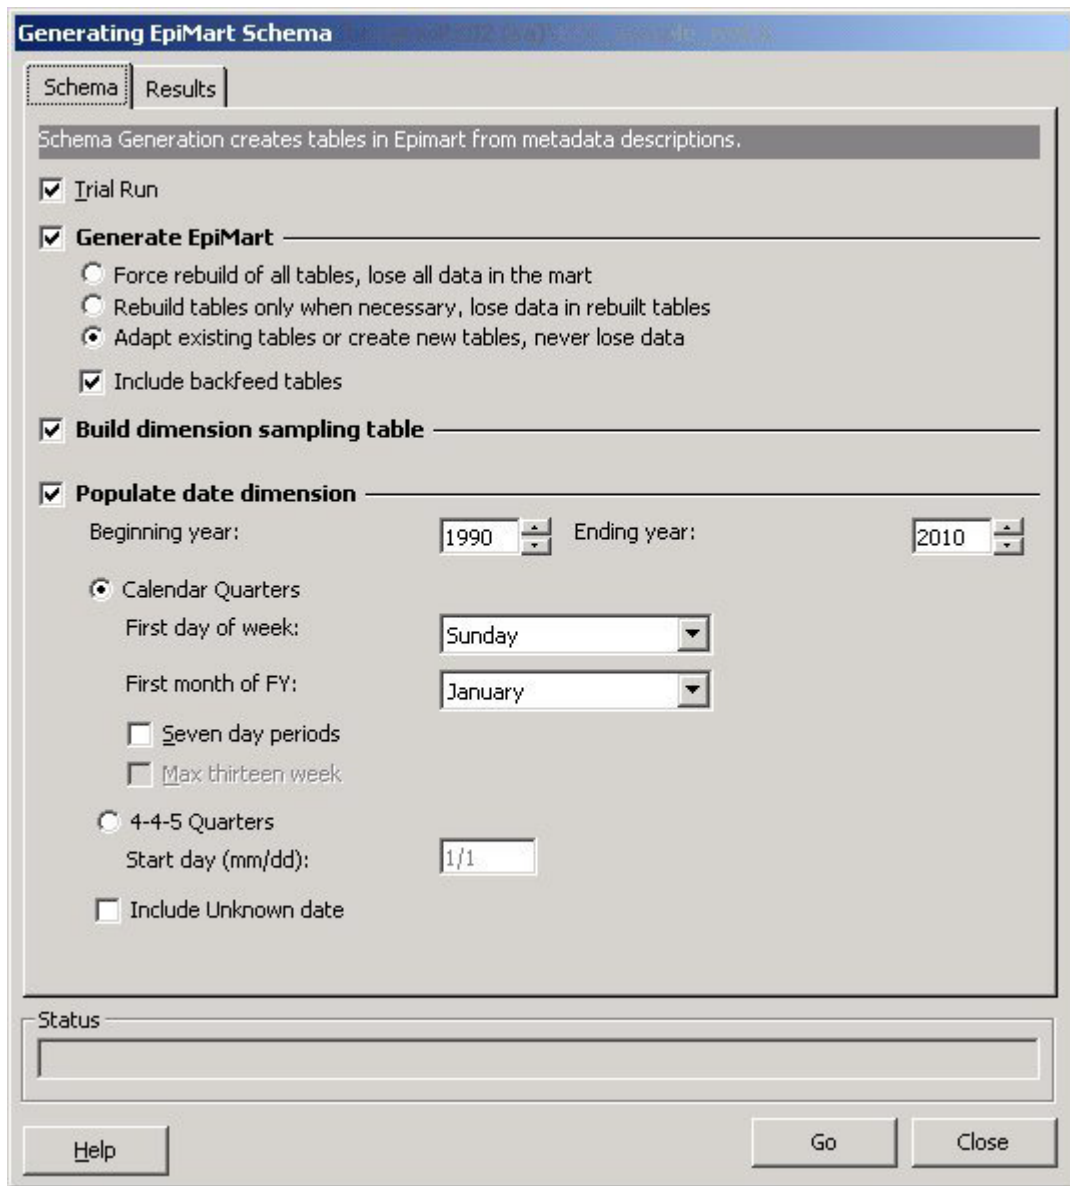 Generating EpiMart Schema
Schema Results
Schema Generation creates tables in Epimart from metadata descriptions.
Trial Run
Generate EpiMart
Force rebuild of all tables, lose all data in the mart
Rebuild tables only when necessary, lose data in rebuilt tables
Adapt existing tables or create new tables, never lose data
Include backfeed tables
Build dimension sampling table
Populate date dimension
Beginning year: 1990 Ending year: 2010
Calendar Quarters
First day of week: Sunday
First month of FY: January
Seven day periods
Max thirteen week
4-4-5 Quarters
Start day (mm/dd): 1/1
Include Unknown date
Status
Help Go Close